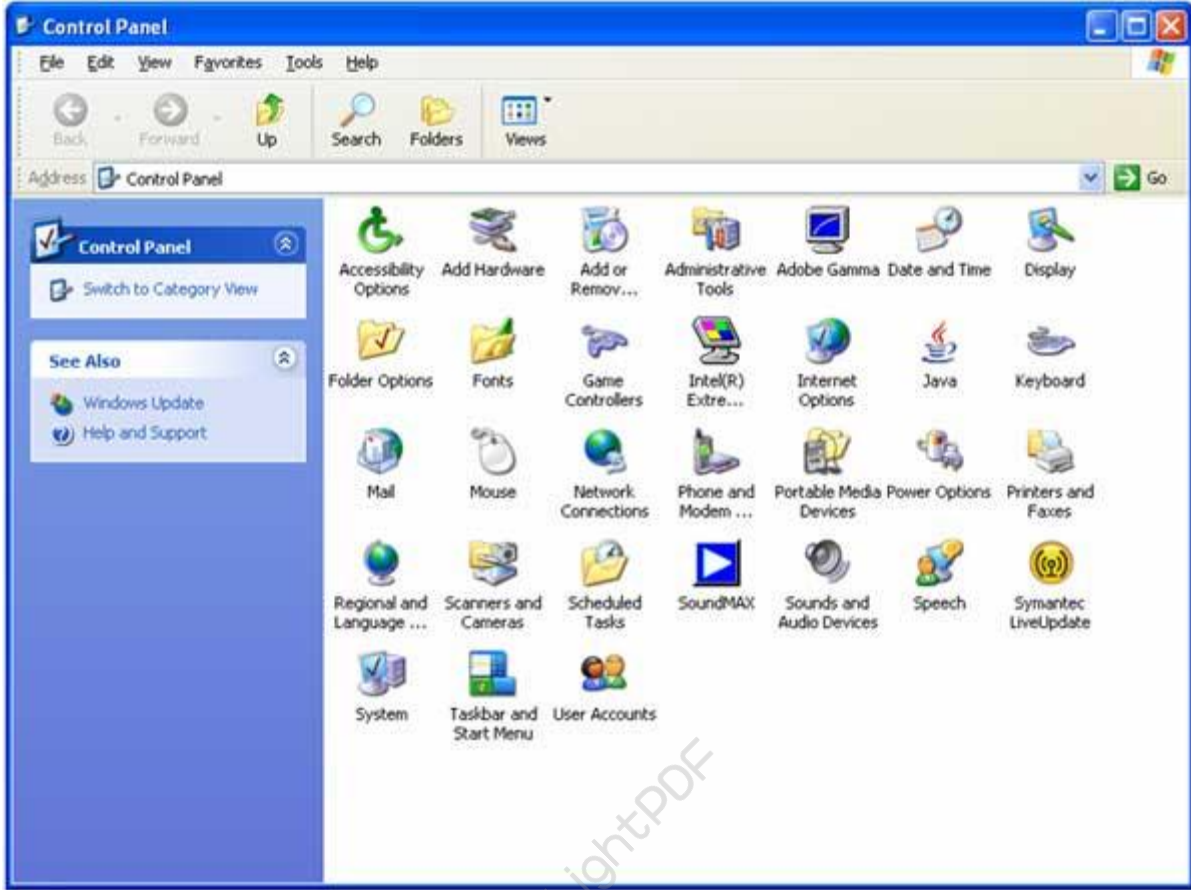 Control Panel
File Edit View Favorites Tools Help
Back Forward Up Search Folders Views
Address Control Panel Go
Control Panel
Switch to Category View
See Also
Windows Update
Help and Support
Accessibility Options
Add Hardware
Add or Remov...
Administrative Tools
Adobe Gamma
Date and Time
Display
Folder Options
Fonts
Game Controllers
Intel(R) Extre...
Internet Options
Java
Keyboard
Mail
Mouse
Network Connections
Phone and Modem ...
Portable Media Devices
Power Options
Printers and Faxes
Regional and Language ...
Scanners and Cameras
Scheduled Tasks
SoundMAX
Sounds and Audio Devices
Speech
Symantec LiveUpdate
System
Taskbar and Start Menu
User Accounts
ightPDF